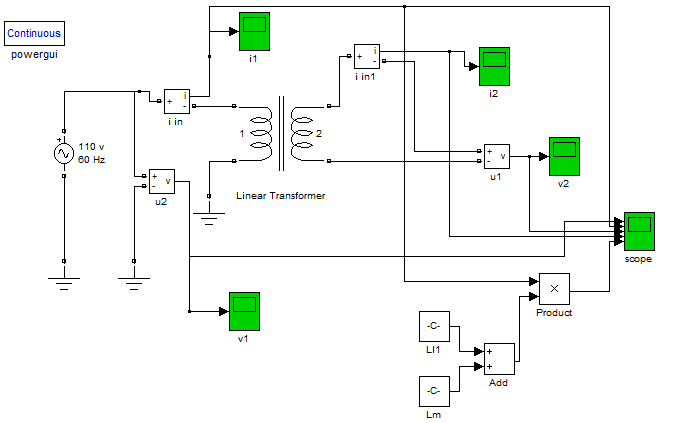 Continuous
powergui
i1
i
+
-
i in
i
+
-
i in1
i2
110 v
60 Hz
+
1
2
Linear Transformer
+
-
v
u2
+
-
v
u1
v2
scope
v1
×
Product
-C-
Ll1
+
+
Add
-C-
Lm